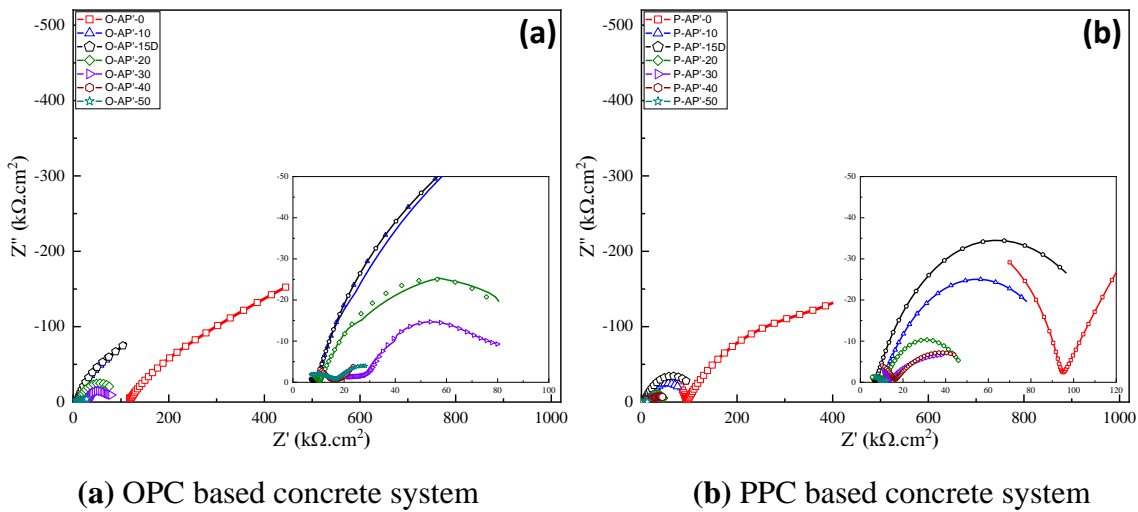 (a)
O-AP'-0
O-AP'-10
O-AP'-15D
O-AP'-20
O-AP'-30
O-AP'-40
O-AP'-50
-500
-400
-300
-200
-100
0
Z'' (kΩ.cm²)
0 200 400 600 800 1000
Z' (kΩ.cm²)
-50
-40
-30
-20
-10
0
20 40 60 80 100
(b)
P-AP'-0
P-AP'-10
P-AP'-15D
P-AP'-20
P-AP'-30
P-AP'-40
P-AP'-50
-500
-400
-300
-200
-100
0
Z'' (kΩ.cm²)
0 200 400 600 800 1000
Z' (kΩ.cm²)
-50
-40
-30
-20
-10
0
0 20 40 60 80 100 120
(a) OPC based concrete system
(b) PPC based concrete system